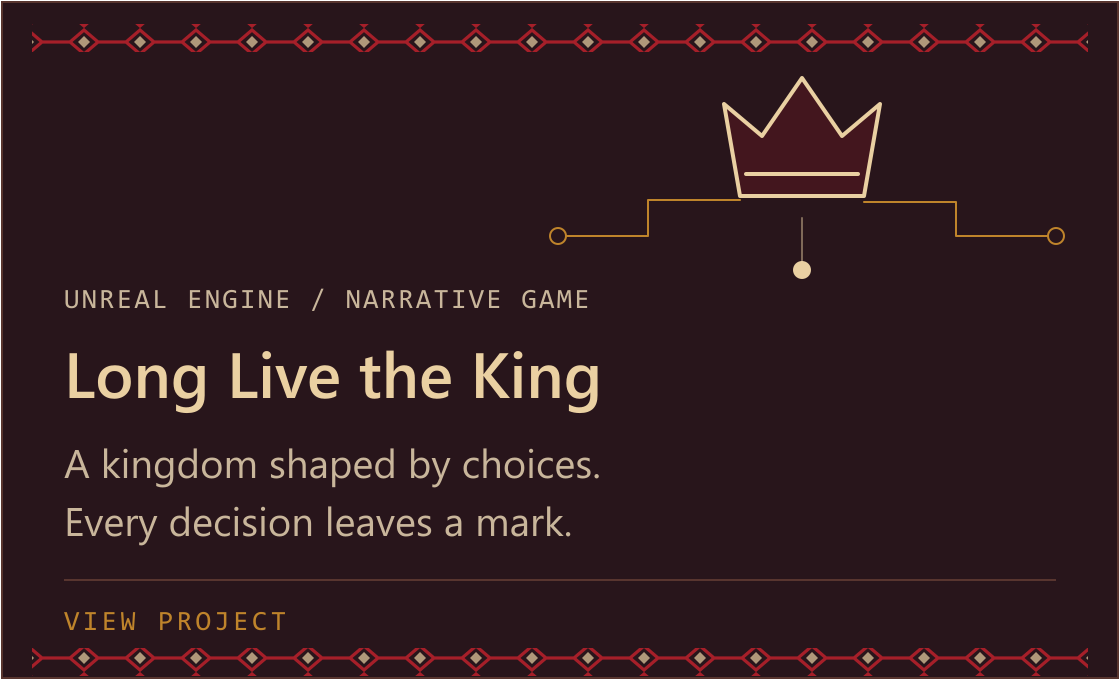 UNREAL ENGINE / NARRATIVE GAME
Long Live the King
A kingdom shaped by choices.
Every decision leaves a mark.
VIEW PROJECT